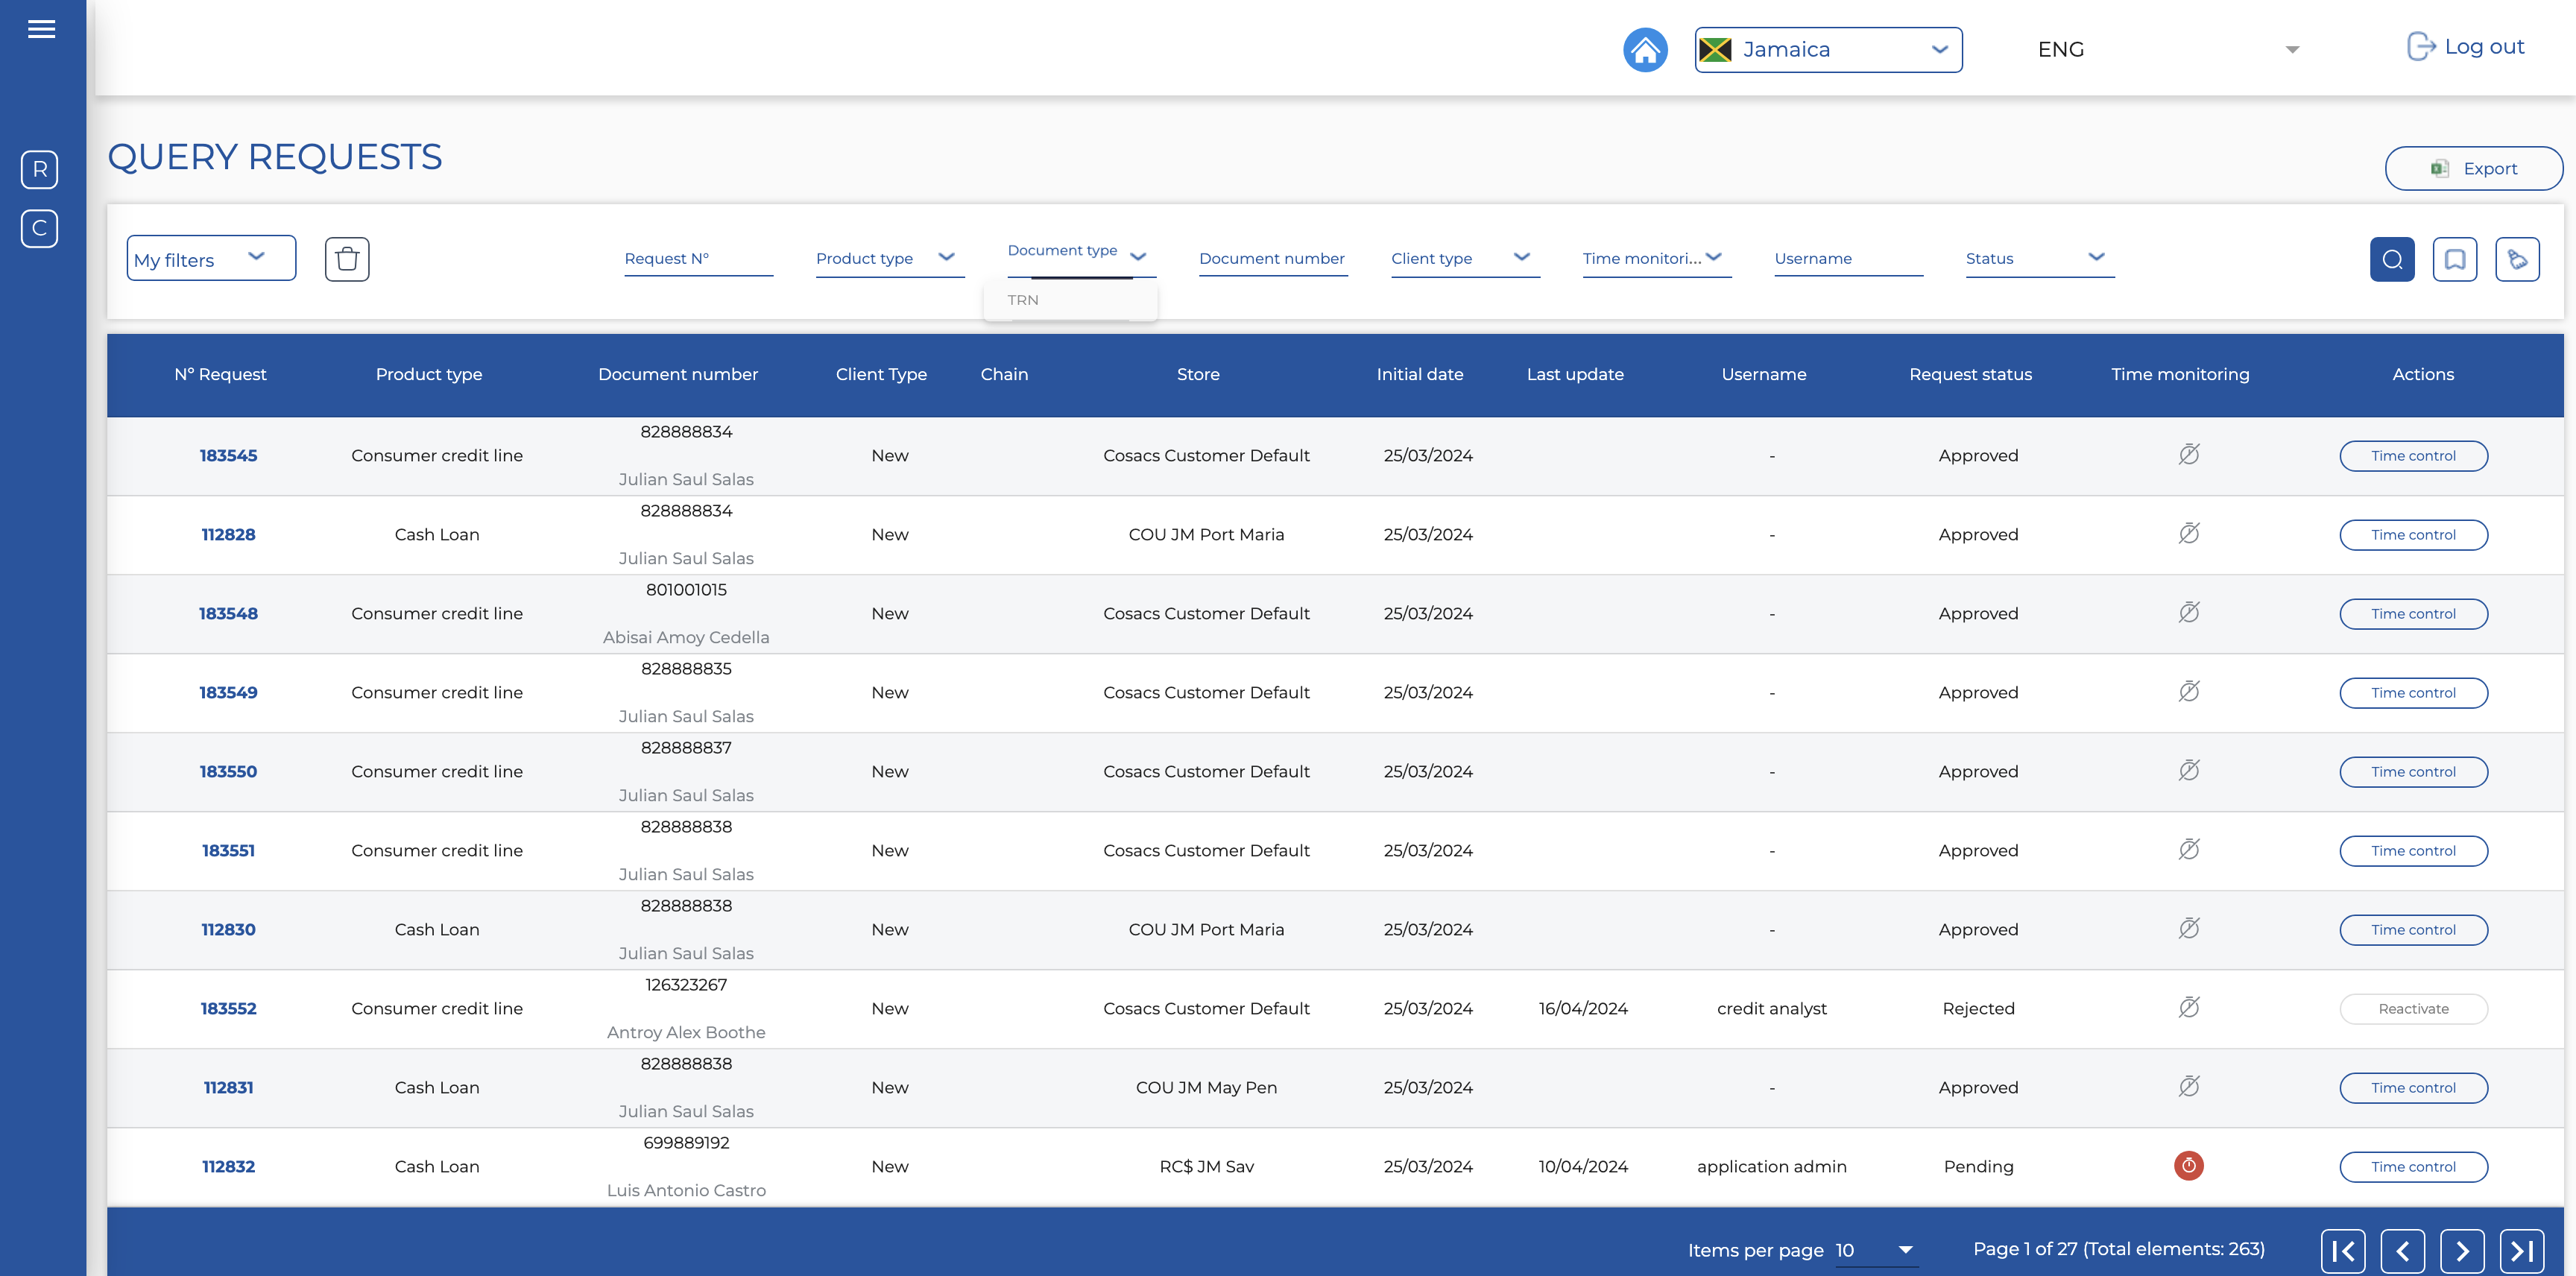 Jamaica ENG Log out
R
C
QUERY REQUESTS
Export
My filters Request N° Product type Document type Document number Client type Time monitori... Username Status
TRN
Nº Request Product type Document number Client Type Chain Store Initial date Last update Username Request status Time monitoring Actions
828888834
183545 Consumer credit line New Cosacs Customer Default 25/03/2024 - Approved Time control
Julian Saul Salas
828888834
112828 Cash Loan New COU JM Port Maria 25/03/2024 - Approved Time control
Julian Saul Salas
801001015
183548 Consumer credit line New Cosacs Customer Default 25/03/2024 - Approved Time control
Abisai Amoy Cedella
828888835
183549 Consumer credit line New Cosacs Customer Default 25/03/2024 - Approved Time control
Julian Saul Salas
828888837
183550 Consumer credit line New Cosacs Customer Default 25/03/2024 - Approved Time control
Julian Saul Salas
828888838
183551 Consumer credit line New Cosacs Customer Default 25/03/2024 - Approved Time control
Julian Saul Salas
828888838
112830 Cash Loan New COU JM Port Maria 25/03/2024 - Approved Time control
Julian Saul Salas
126323267
183552 Consumer credit line New Cosacs Customer Default 25/03/2024 16/04/2024 credit analyst Rejected Reactivate
Antroy Alex Boothe
828888838
112831 Cash Loan New COU JM May Pen 25/03/2024 - Approved Time control
Julian Saul Salas
699889192
112832 Cash Loan New RC$ JM Sav 25/03/2024 10/04/2024 application admin Pending Time control
Luis Antonio Castro
Items per page 10 Page 1 of 27 (Total elements: 263)